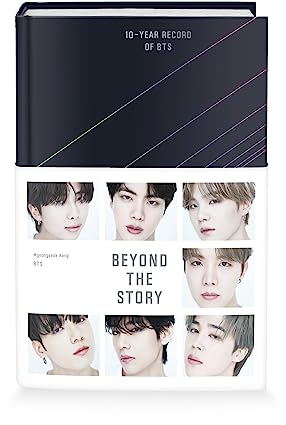 10-YEAR RECORD
OF BTS
Myeongseok Kang
BTS
BEYOND
THE
STORY